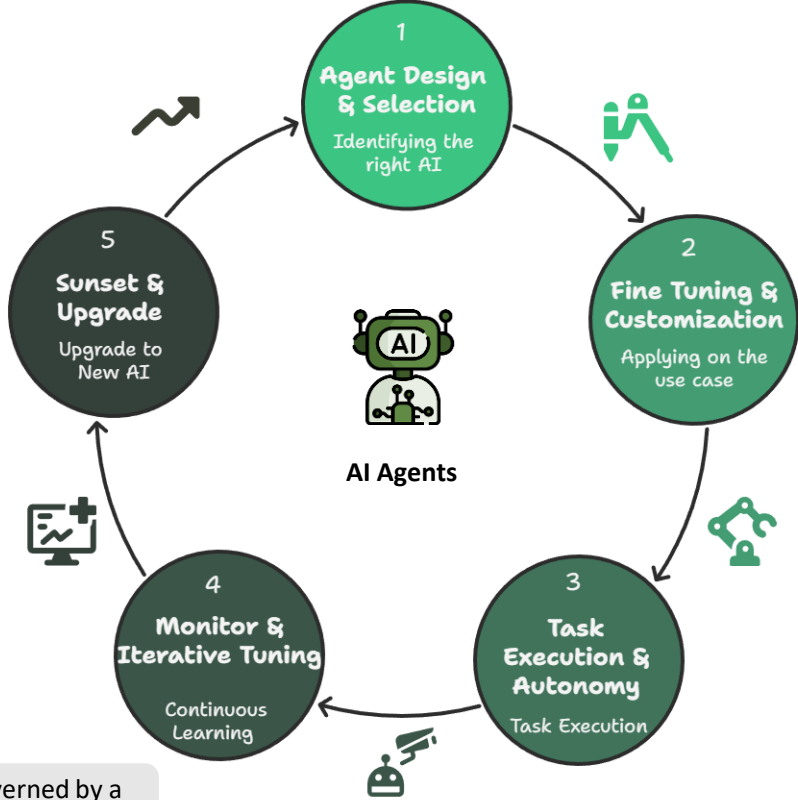 1
Agent Design
& Selection
Identifying the
right AI
2
Fine Tuning &
Customization
Applying on the
use case
3
Task
Execution &
Autonomy
Task Execution
4
Monitor &
Iterative Tuning
Continuous
Learning
5
Sunset &
Upgrade
Upgrade to
New AI
AI
AI Agents
by a